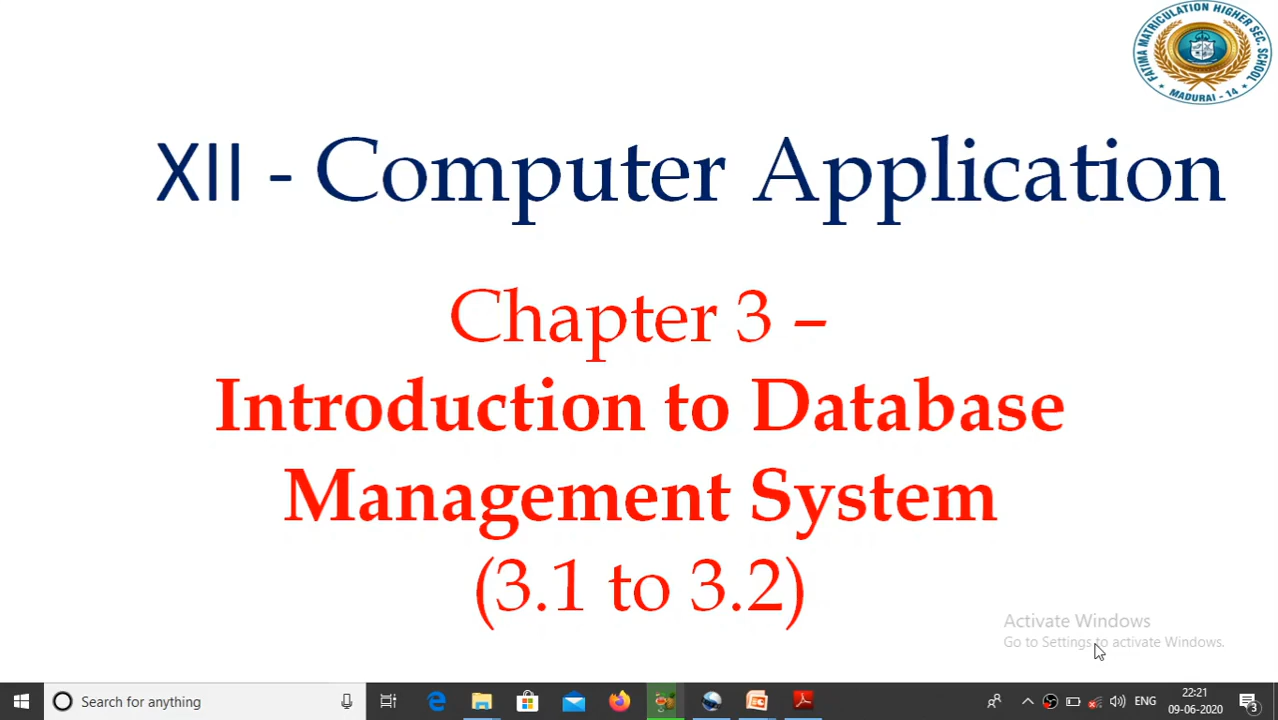 FATIMA MATRICULATION HIGHER SEC. SCHOOL
MADURAI - 14
XII - Computer Application
Chapter 3 –
Introduction to Database
Management System
(3.1 to 3.2)
Activate Windows
Go to Settings to activate Windows.
Search for anything
ENG
22:21
09-06-2020
3